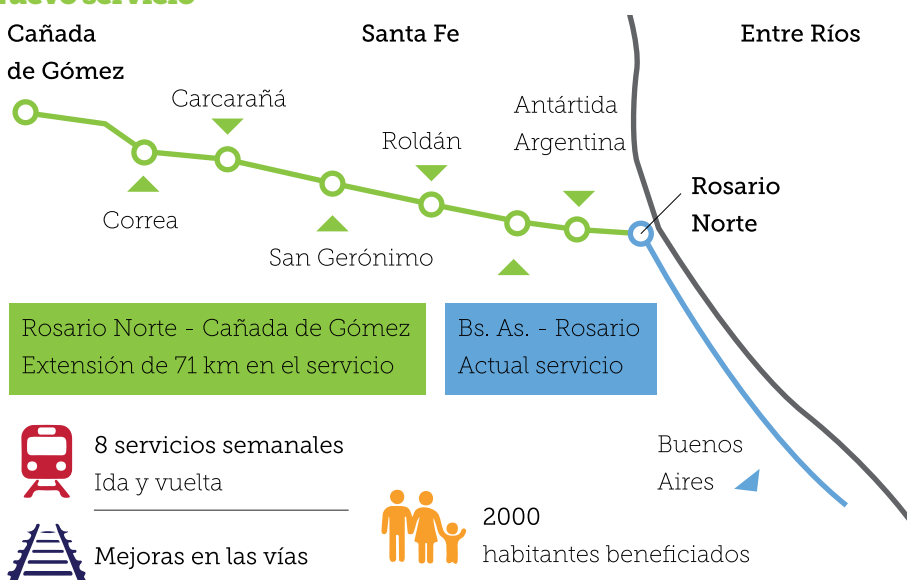 nuevo servicio
Cañada
de Gómez
Santa Fe
Entre Ríos
Carcarañá
Roldán
Antártida
Argentina
Rosario
Norte
Correa
San Gerónimo
Rosario Norte - Cañada de Gómez
Extensión de 71 km en el servicio
Bs. As. - Rosario
Actual servicio
8 servicios semanales
Ida y vuelta
Buenos
Aires
2000
habitantes beneficiados
Mejoras en las vías